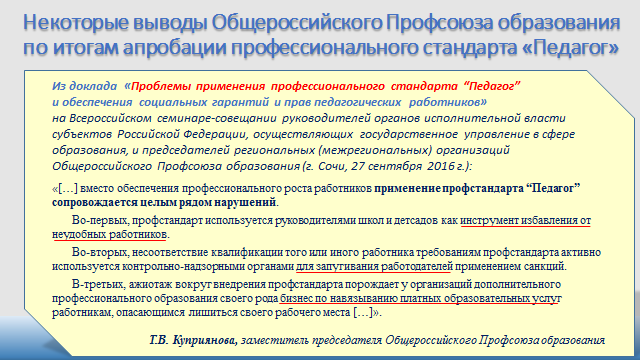 Некоторые выводы Общероссийского Профсоюза образования
по итогам апробации профессионального стандарта «Педагог»
Из доклада «Проблемы применения профессионального стандарта “Педагог”
и обеспечения социальных гарантий и прав педагогических работников»
на Всероссийском семинаре-совещании руководителей органов исполнительной власти
субъектов Российской Федерации, осуществляющих государственное управление в сфере
образования, и председателей региональных (межрегиональных) организаций
Общероссийского Профсоюза образования (г. Сочи, 27 сентября 2016 г.):
«[…] вместо обеспечения профессионального роста работников применение профстандарта “Педагог”
сопровождается целым рядом нарушений.
Во-первых, профстандарт используется руководителями школ и детсадов как инструмент избавления от
неудобных работников.
Во-вторых, несоответствие квалификации того или иного работника требованиям профстандарта активно
используется контрольно-надзорными органами для запугивания работодателей применением санкций.
В-третьих, ажиотаж вокруг внедрения профстандарта порождает у организаций дополнительного
профессионального образования своего рода бизнес по навязыванию платных образовательных услуг
работникам, опасающимся лишиться своего рабочего места […]».
Т.В. Куприянова, заместитель председателя Общероссийского Профсоюза образования